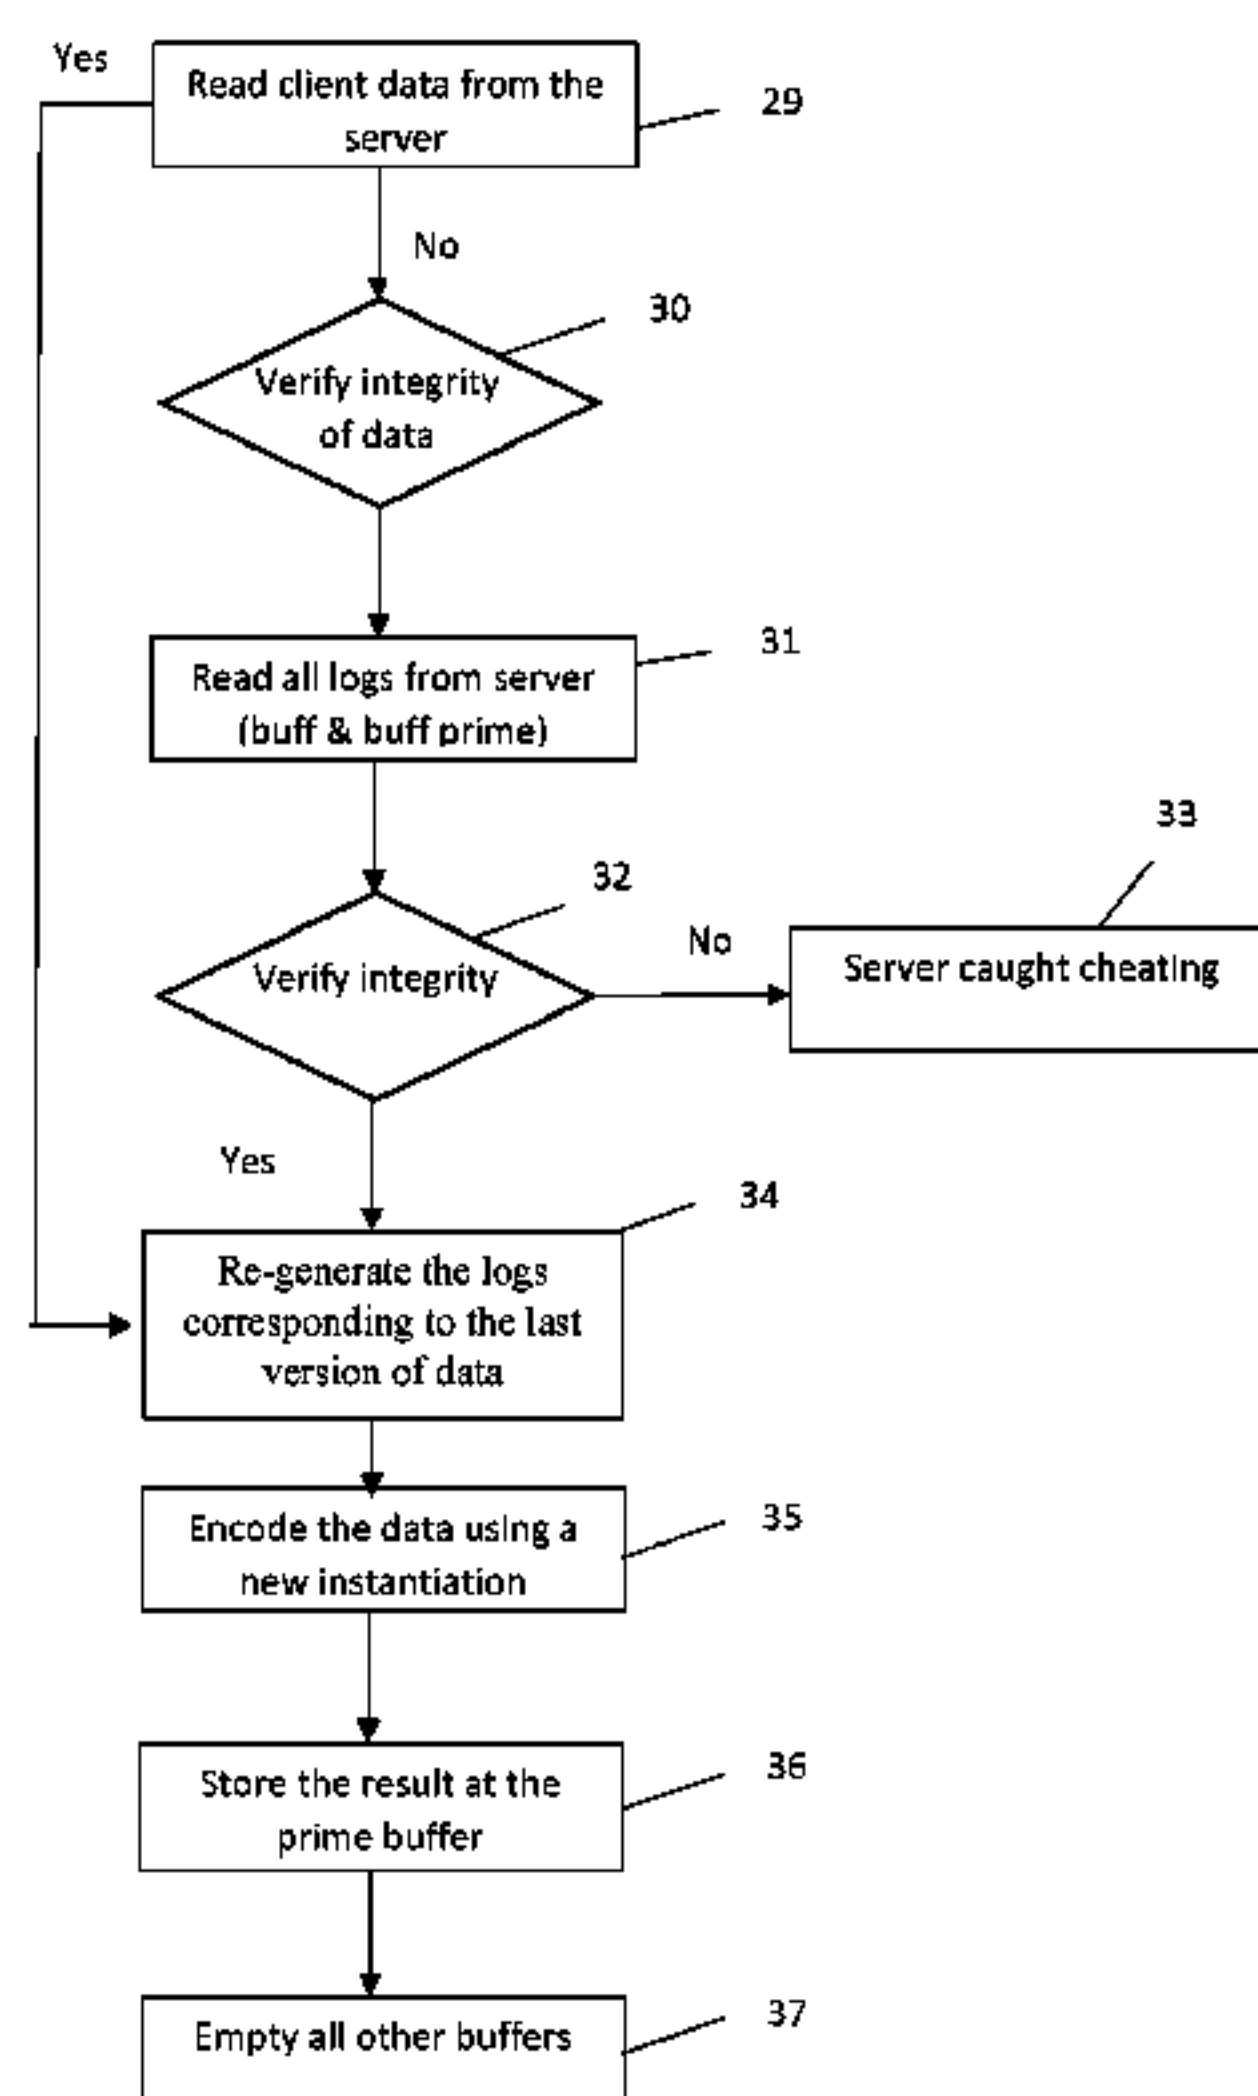 Yes
Read client data from the
server
29
No
30
Verify integrity
of data
31
Read all logs from server
(buff & buff prime)
33
32
No
Verify integrity
Server caught cheating
Yes
34
Re-generate the logs
corresponding to the last
version of data
35
Encode the data using a
new instantiation
36
Store the result at the
prime buffer
37
Empty all other buffers